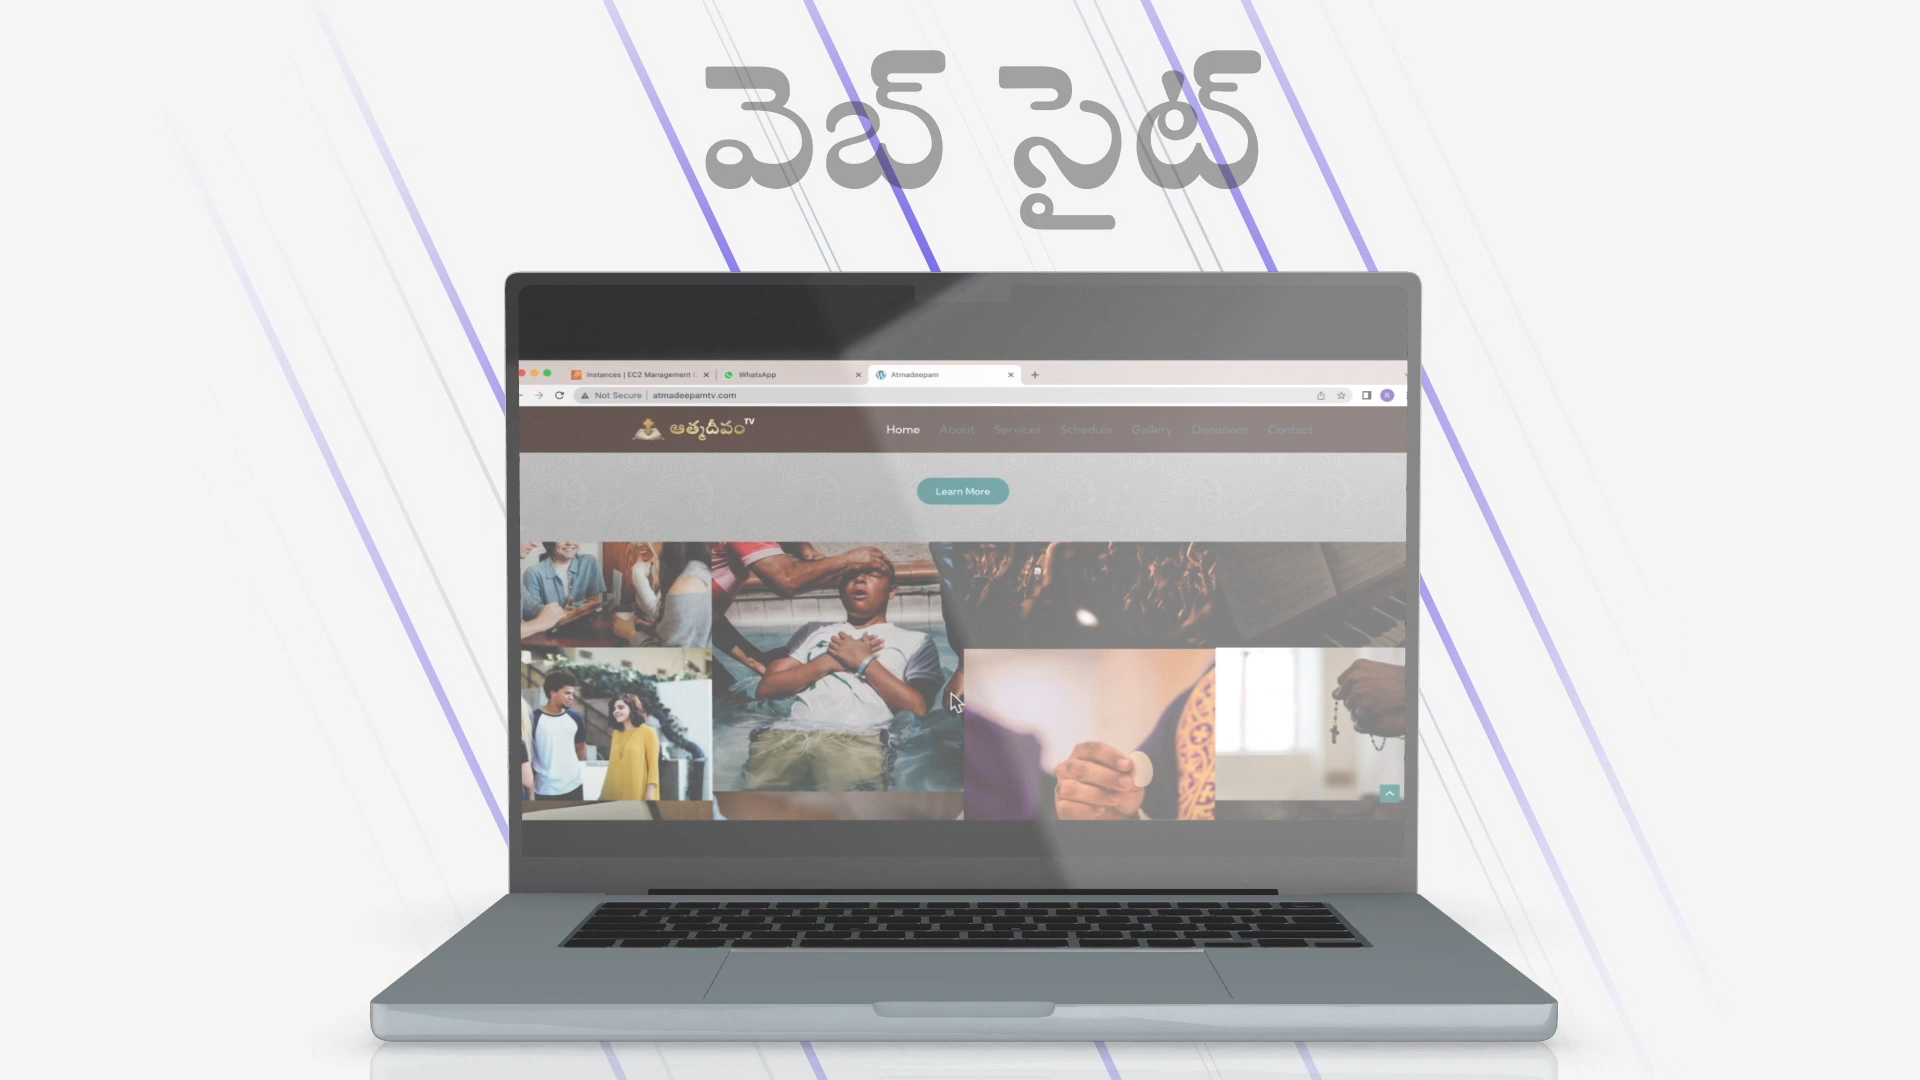 వెబ్ సైట్
Instances | EC2 Management C
WhatsApp
Atmadeepam
Not Secure | atmadeepamtv.com
ఆత్మదీపం TV
Home About Services Schedule Gallery Donations Contact
Learn More